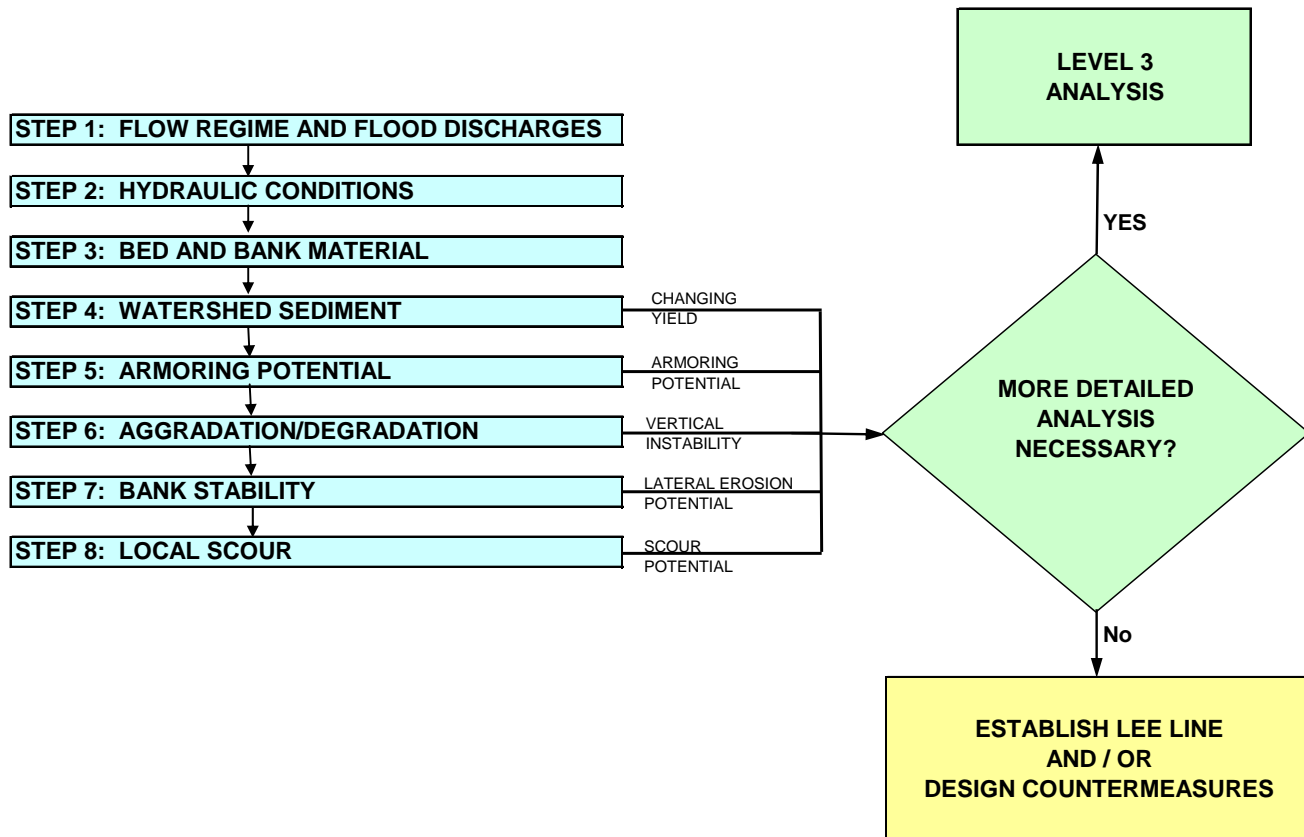 STEP 1: FLOW REGIME AND FLOOD DISCHARGES
STEP 2: HYDRAULIC CONDITIONS
STEP 3: BED AND BANK MATERIAL
STEP 4: WATERSHED SEDIMENT
CHANGING
YIELD
STEP 5: ARMORING POTENTIAL
ARMORING
POTENTIAL
STEP 6: AGGRADATION/DEGRADATION
VERTICAL
INSTABILITY
STEP 7: BANK STABILITY
LATERAL EROSION
POTENTIAL
STEP 8: LOCAL SCOUR
SCOUR
POTENTIAL
MORE DETAILED
ANALYSIS
NECESSARY?
YES
LEVEL 3
ANALYSIS
No
ESTABLISH LEE LINE
AND / OR
DESIGN COUNTERMEASURES